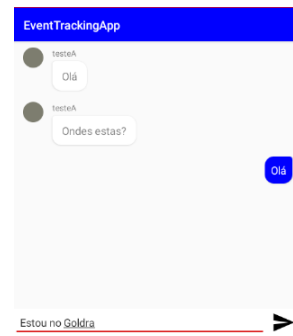 EventTrackingApp
testeA
Olá
testeA
Ondes estas?
Olá
Estou no Goldra